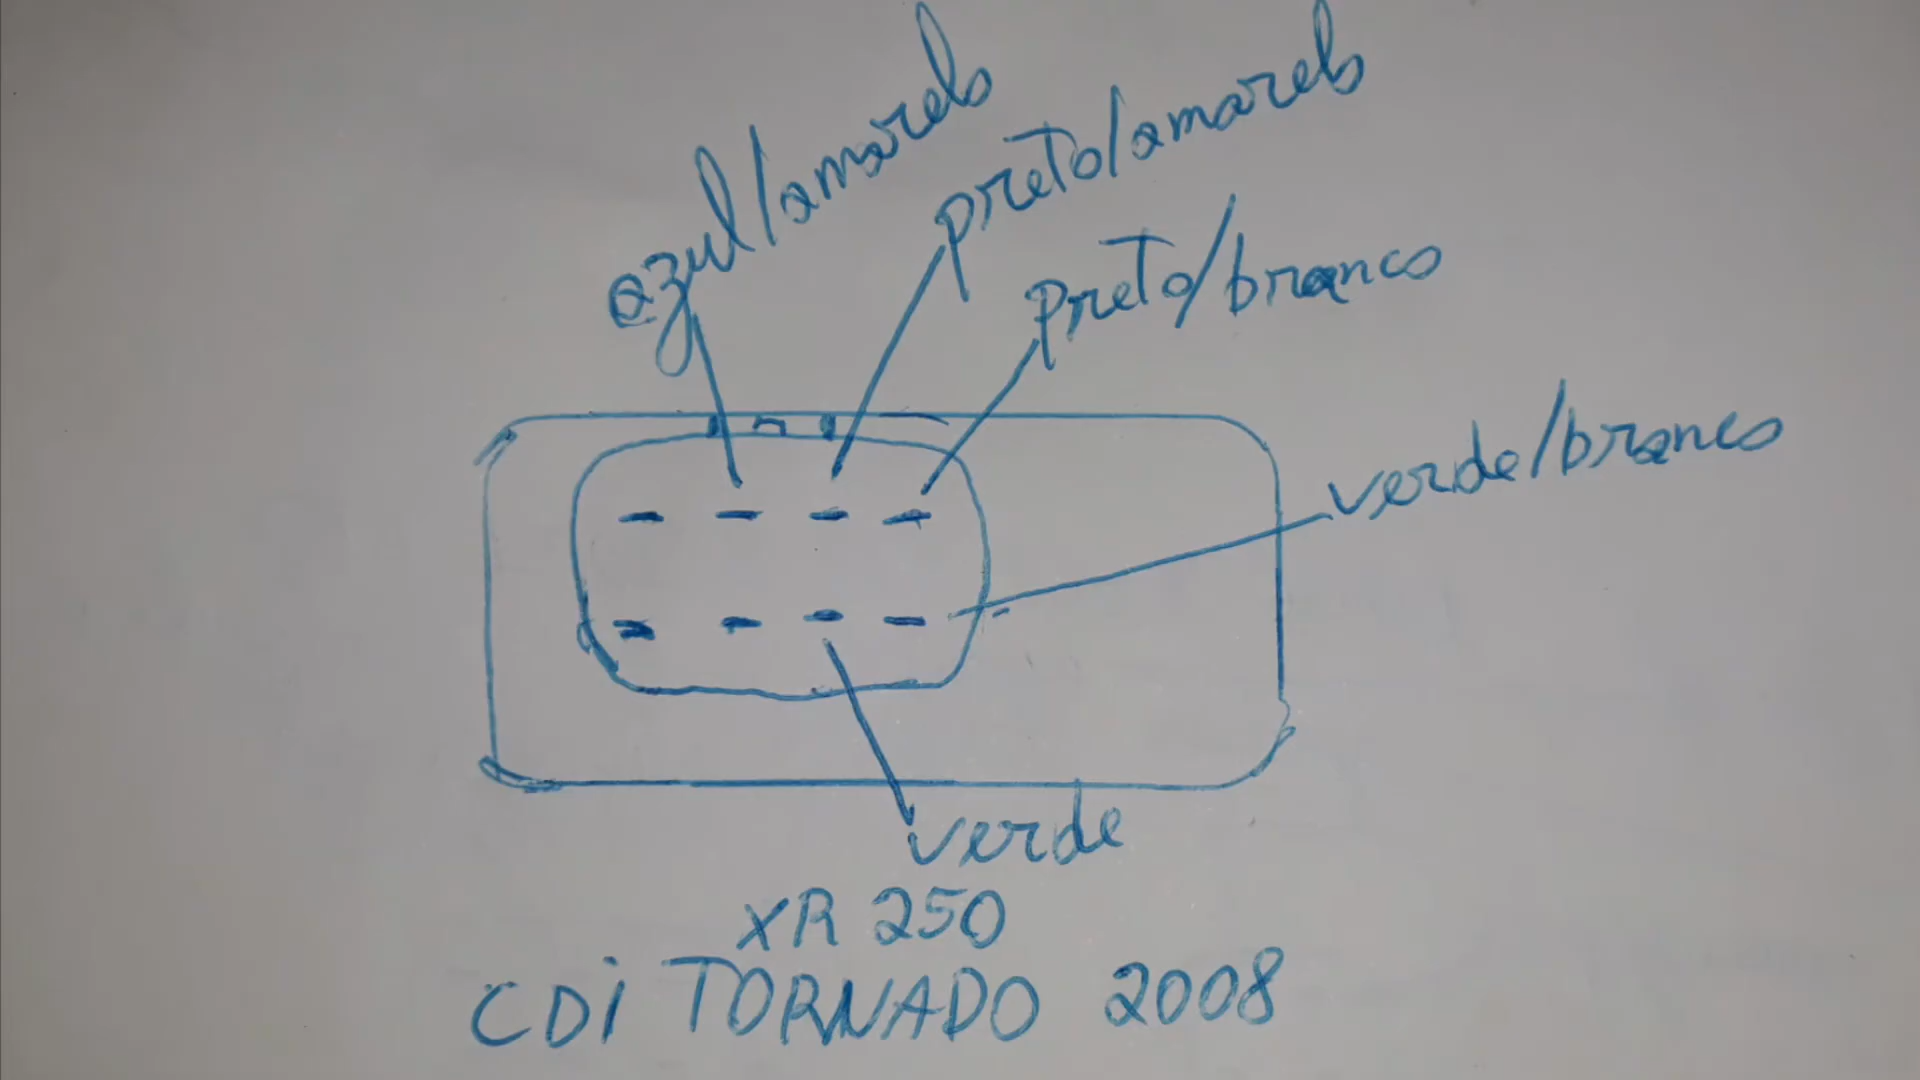 azul/amarelo
preto/amarelo
preto/branco
verde/branco
verde
XR 250
CDI TORNADO 2008